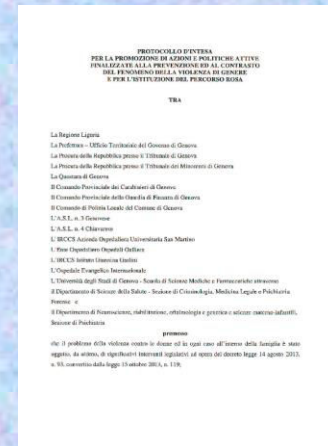 PROTOCOLLO D'INTESA
PER LA PROMOZIONE DI AZIONI E POLITICHE ATTIVE
FINALIZZATE ALLA PREVENZIONE ED AL CONTRASTO
DEL FENOMENO DELLA VIOLENZA DI GENERE
E PER L'ISTITUZIONE DEL PERCORSO ROSA
TRA
La Regione Liguria
La Prefettura – Ufficio Territoriale del Governo di Genova
La Procura della Repubblica presso il Tribunale di Genova
La Procura della Repubblica presso il Tribunale dei Minorenni di Genova
La Questura di Genova
Il Comando Provinciale dei Carabinieri di Genova
Il Comando Provinciale della Guardia di Finanza di Genova
Il Comando di Polizia Locale del Comune di Genova
L'A.S.L. n. 3 Genovese
L'A.S.L. n. 4 Chiavarese
L'IRCCS Azienda Ospedaliera Universitaria San Martino
L'Ente Ospedaliero Ospedali Galliera
L'IRCCS Istituto Giannina Gaslini
L'Ospedale Evangelico Internazionale
L'Università degli Studi di Genova - Scuola di Scienze Mediche e Farmaceutiche attraverso
il Dipartimento di Scienze della Salute - Sezione di Criminologia, Medicina Legale e Psichiatria
Forense e
il Dipartimento di Neuroscienze, riabilitazione, oftalmologia e genetica e scienze materno-infantili,
Sezione di Psichiatria
premesso
che il problema della violenza contro le donne ed in ogni caso all'interno della famiglia è stato
oggetto, da ultimo, di significativi interventi legislativi ad opera del decreto legge 14 agosto 2013,
n. 93, convertito dalla legge 15 ottobre 2013, n. 119;